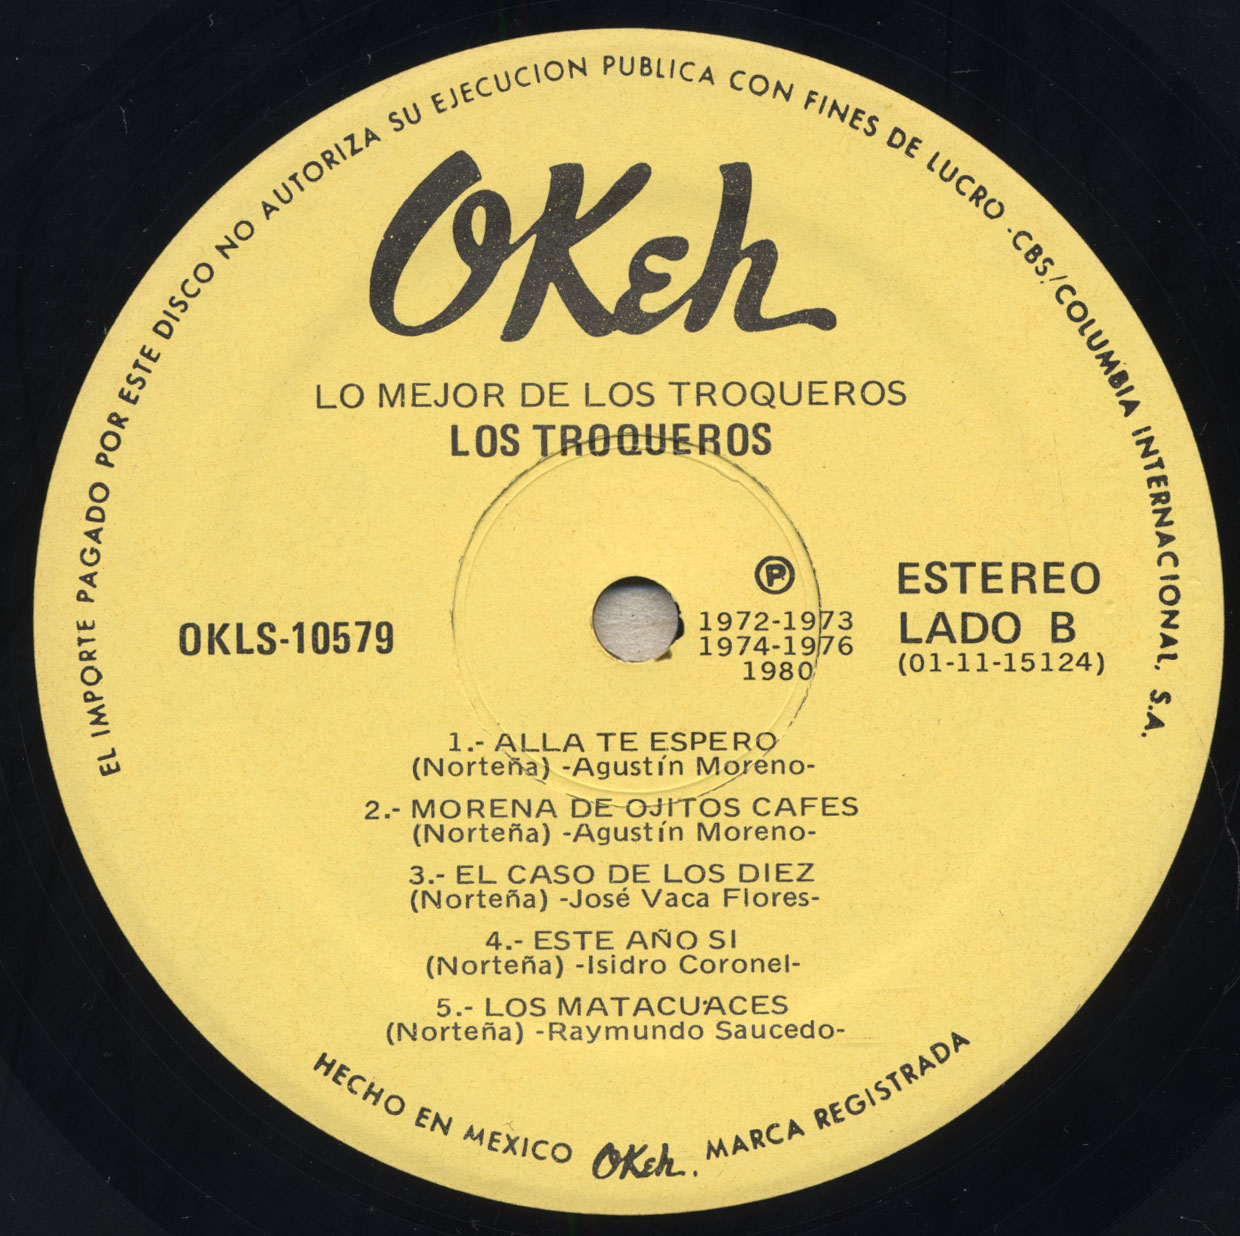 EL IMPORTE PAGADO POR ESTE DISCO NO AUTORIZA SU EJECUCION PUBLICA CON FINES DE LUCRO - CBS/COLUMBIA INTERNACIONAL, S.A.
OKeh
LO MEJOR DE LOS TROQUEROS
LOS TROQUEROS
OKLS-10579
Ⓟ
1972-1973
1974-1976
1980
ESTEREO
LADO B
(01-11-15124)
1.- ALLA TE ESPERO
(Norteña) -Agustín Moreno-
2.- MORENA DE OJITOS CAFES
(Norteña) -Agustín Moreno-
3.- EL CASO DE LOS DIEZ
(Norteña) -José Vaca Flores-
4.- ESTE AÑO SI
(Norteña) -Isidro Coronel-
5.- LOS MATACUACES
(Norteña) -Raymundo Saucedo-
HECHO EN MEXICO OKeh. MARCA REGISTRADA